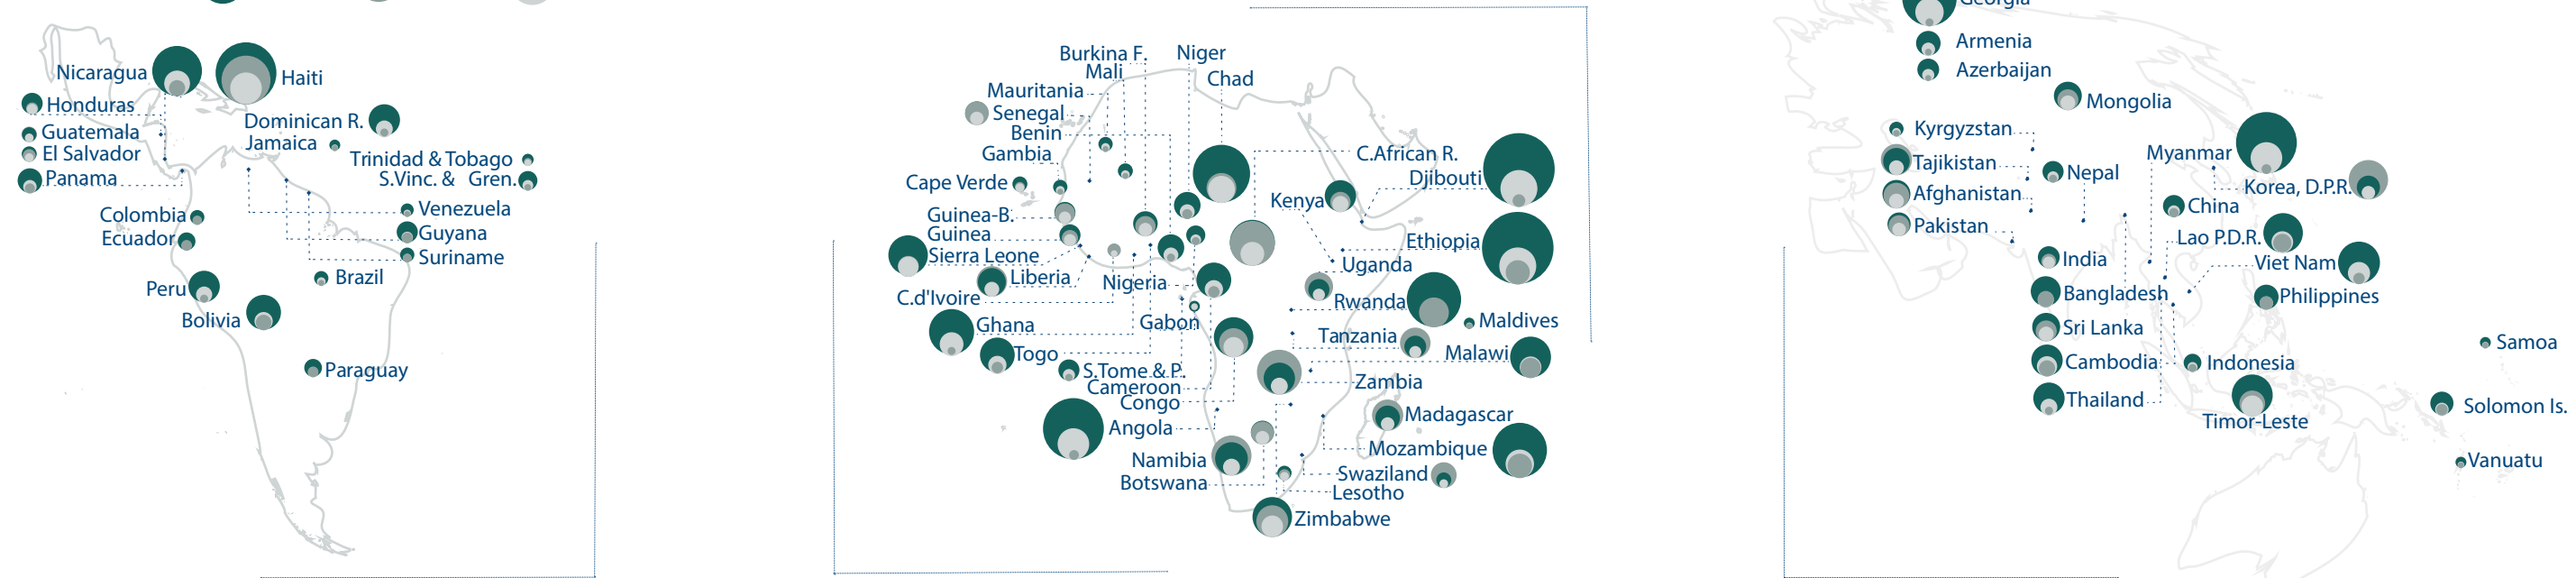 Nicaragua
Haiti
Honduras
Dominican R.
Guatemala
Jamaica
El Salvador
Trinidad & Tobago
Panama
S.Vinc. & Gren.
Colombia
Venezuela
Ecuador
Guyana
Suriname
Peru
Brazil
Bolivia
Paraguay
Burkina F.
Niger
Mali
Chad
Mauritania
Senegal
Benin
Gambia
C.African R.
Cape Verde
Djibouti
Kenya
Guinea-B.
Guinea
Ethiopia
Sierra Leone
Uganda
Liberia
Nigeria
C.d'Ivoire
Rwanda
Ghana
Gabon
Maldives
Tanzania
Togo
Malawi
S.Tome & P.
Cameroon
Zambia
Congo
Madagascar
Angola
Mozambique
Namibia
Swaziland
Botswana
Lesotho
Zimbabwe
Georgia
Armenia
Azerbaijan
Mongolia
Kyrgyzstan
Myanmar
Tajikistan
Nepal
Korea, D.P.R.
Afghanistan
China
Pakistan
Lao P.D.R.
India
Viet Nam
Bangladesh
Philippines
Sri Lanka
Samoa
Cambodia
Indonesia
Thailand
Solomon Is.
Timor-Leste
Vanuatu